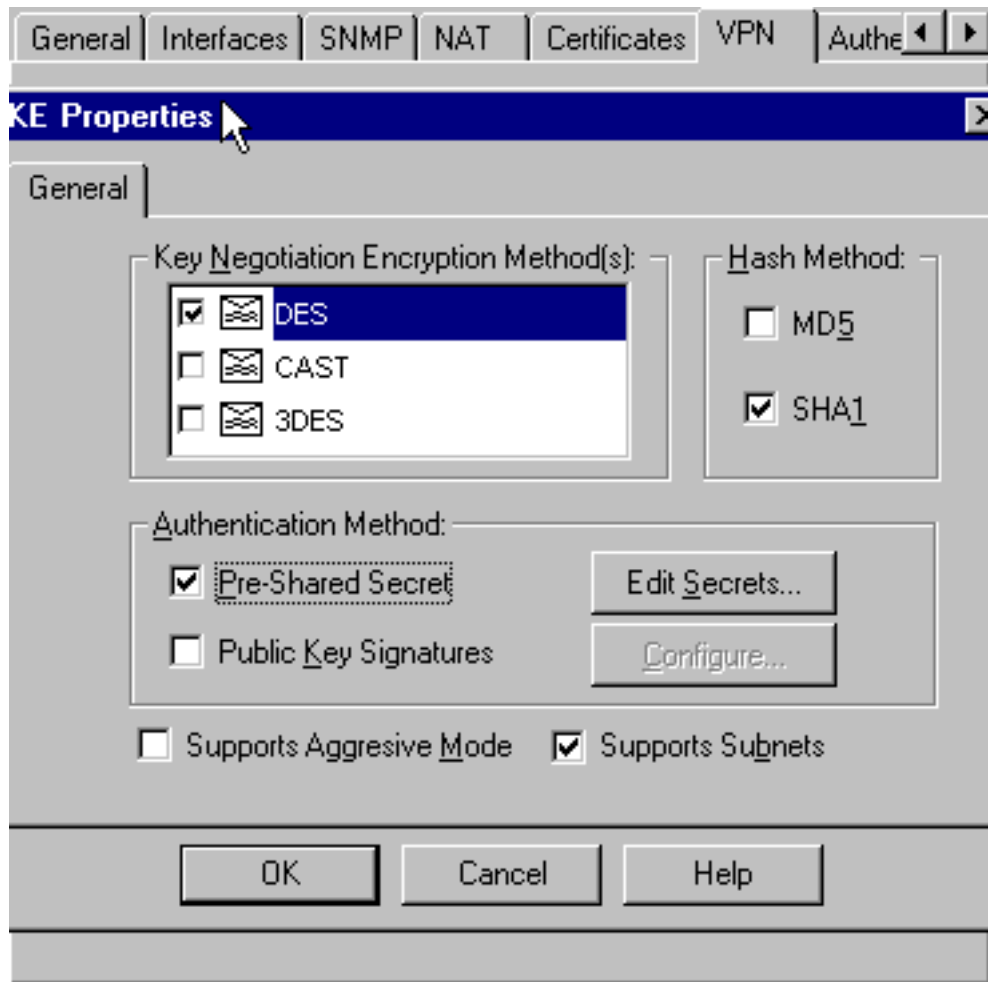 General Interfaces SNMP NAT Certificates VPN Authe
KE Properties
General
Key Negotiation Encryption Method(s):
DES
CAST
3DES
Hash Method:
MD5
SHA1
Authentication Method:
Pre-Shared Secret
Edit Secrets...
Public Key Signatures
Configure...
Supports Aggresive Mode
Supports Subnets
OK Cancel Help